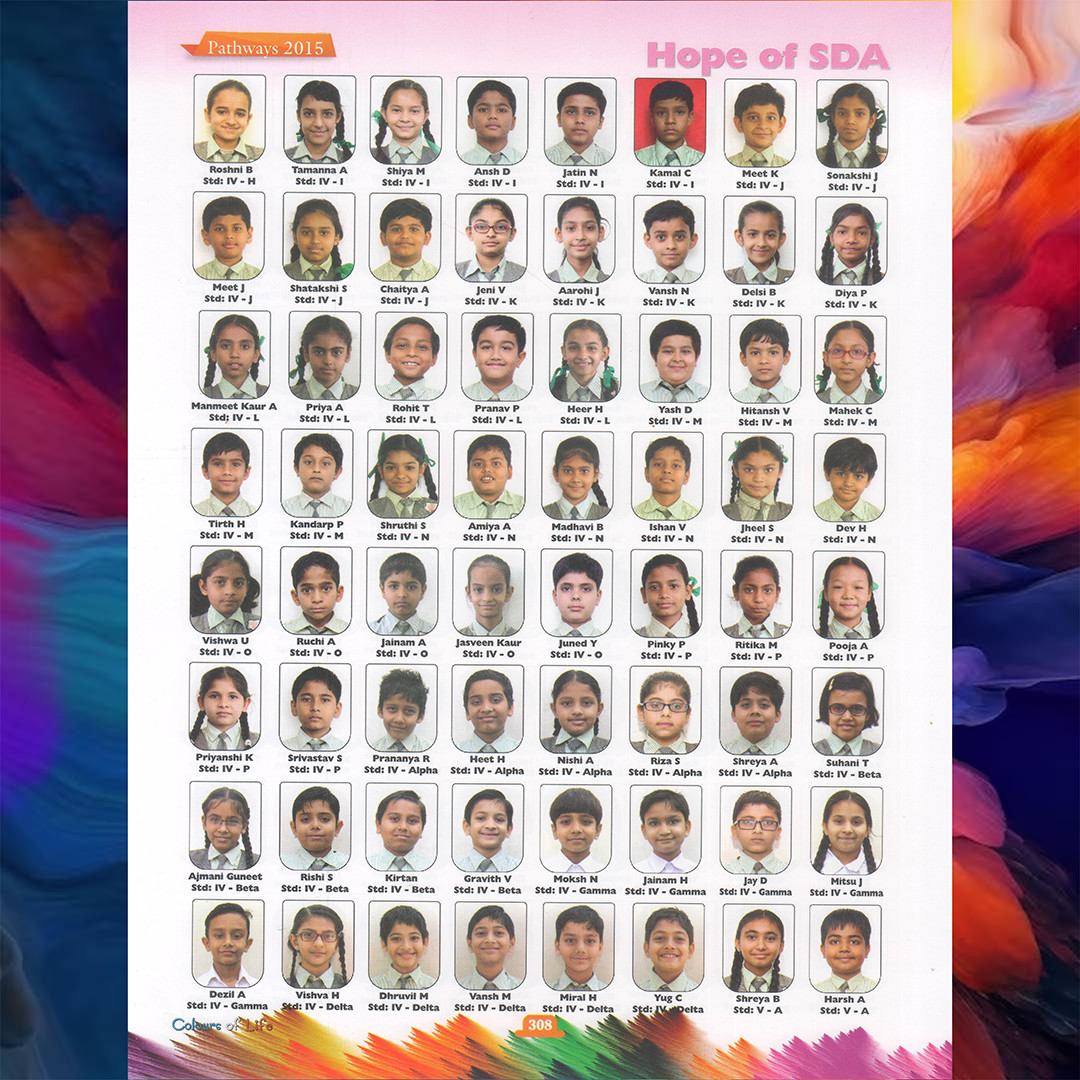 Pathways 2015
Hope of SDA
Roshni B
Std: IV - H
Tamanna A
Std: IV - I
Shiya M
Std: IV - I
Ansh D
Std: IV - I
Jatin N
Std: IV - I
Kamal C
Std: IV - I
Meet K
Std: IV - J
Sonakshi J
Std: IV - J
Meet J
Std: IV - J
Shatakshi S
Std: IV - J
Chaitya A
Std: IV - J
Jeni V
Std: IV - K
Aarohi J
Std: IV - K
Vansh N
Std: IV - K
Delsi B
Std: IV - K
Diya P
Std: IV - K
Manmeet Kaur A
Std: IV - L
Priya A
Std: IV - L
Rohit T
Std: IV - L
Pranav P
Std: IV - L
Heer H
Std: IV - L
Yash D
Std: IV - M
Hitansh V
Std: IV - M
Mahek C
Std: IV - M
Tirth H
Std: IV - M
Kandarp P
Std: IV - M
Shruthi S
Std: IV - N
Amiya A
Std: IV - N
Madhavi B
Std: IV - N
Ishan V
Std: IV - N
Jheel S
Std: IV - N
Dev H
Std: IV - N
Vishwa U
Std: IV - O
Ruchi A
Std: IV - O
Jainam A
Std: IV - O
Jasveen Kaur
Std: IV - O
Juned Y
Std: IV - O
Pinky P
Std: IV - P
Ritika M
Std: IV - P
Pooja A
Std: IV - P
Priyanshi K
Std: IV - P
Srivastav S
Std: IV - P
Prananya R
Std: IV - Alpha
Heet H
Std: IV - Alpha
Nishi A
Std: IV - Alpha
Riza S
Std: IV - Alpha
Shreya A
Std: IV - Alpha
Suhani T
Std: IV - Beta
Ajmani Guneet
Std: IV - Beta
Rishi S
Std: IV - Beta
Kirtan
Std: IV - Beta
Gravith V
Std: IV - Beta
Moksh N
Std: IV - Gamma
Jainam H
Std: IV - Gamma
Jay D
Std: IV - Gamma
Mitsu J
Std: IV - Gamma
Dezil A
Std: IV - Gamma
Vishva H
Std: IV - Delta
Dhruvil M
Std: IV - Delta
Vansh M
Std: IV - Delta
Miral H
Std: IV - Delta
Yug C
Std: IV - Delta
Shreya B
Std: V - A
Harsh A
Std: V - A
Colours of Life
308